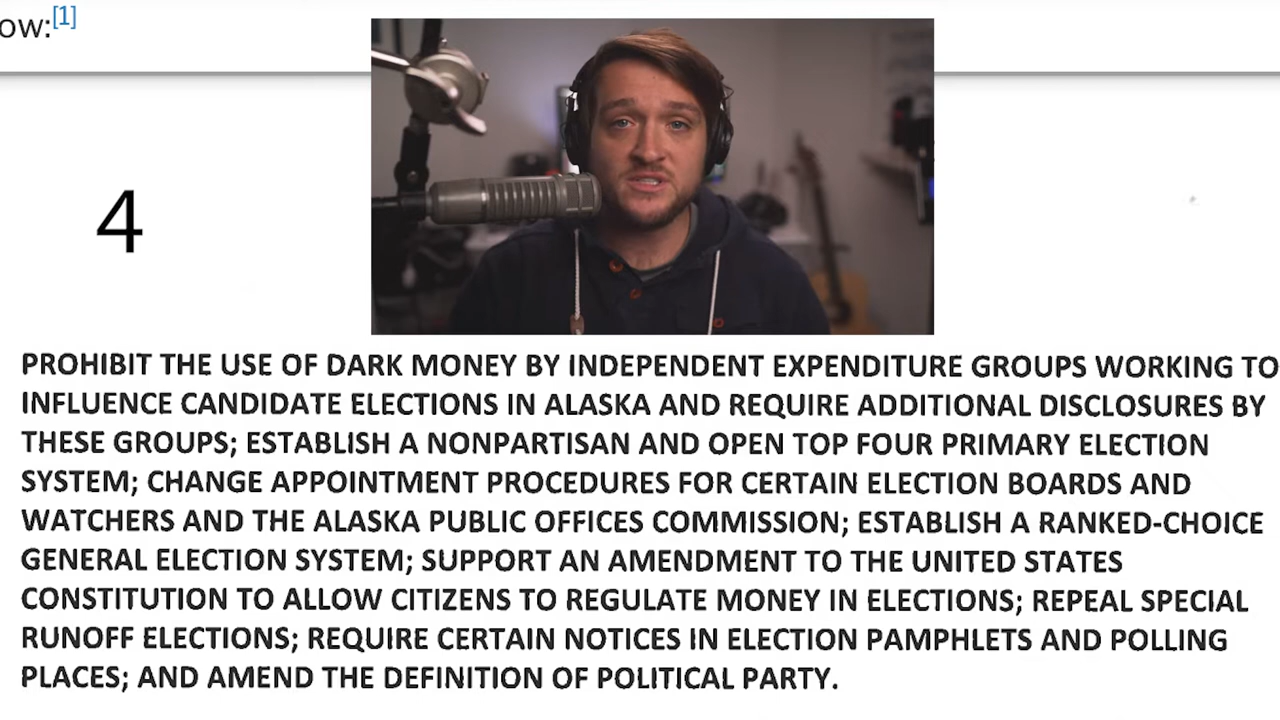 ow:[1]
4
PROHIBIT THE USE OF DARK MONEY BY INDEPENDENT EXPENDITURE GROUPS WORKING TO
INFLUENCE CANDIDATE ELECTIONS IN ALASKA AND REQUIRE ADDITIONAL DISCLOSURES BY
THESE GROUPS; ESTABLISH A NONPARTISAN AND OPEN TOP FOUR PRIMARY ELECTION
SYSTEM; CHANGE APPOINTMENT PROCEDURES FOR CERTAIN ELECTION BOARDS AND
WATCHERS AND THE ALASKA PUBLIC OFFICES COMMISSION; ESTABLISH A RANKED-CHOICE
GENERAL ELECTION SYSTEM; SUPPORT AN AMENDMENT TO THE UNITED STATES
CONSTITUTION TO ALLOW CITIZENS TO REGULATE MONEY IN ELECTIONS; REPEAL SPECIAL
RUNOFF ELECTIONS; REQUIRE CERTAIN NOTICES IN ELECTION PAMPHLETS AND POLLING
PLACES; AND AMEND THE DEFINITION OF POLITICAL PARTY.